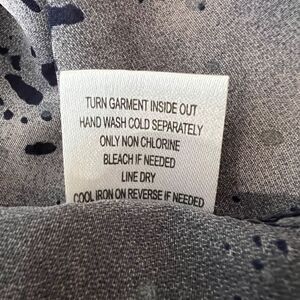 TURN GARMENT INSIDE OUT
HAND WASH COLD SEPARATELY
ONLY NON CHLORINE
BLEACH IF NEEDED
LINE DRY
COOL IRON ON REVERSE IF NEEDED